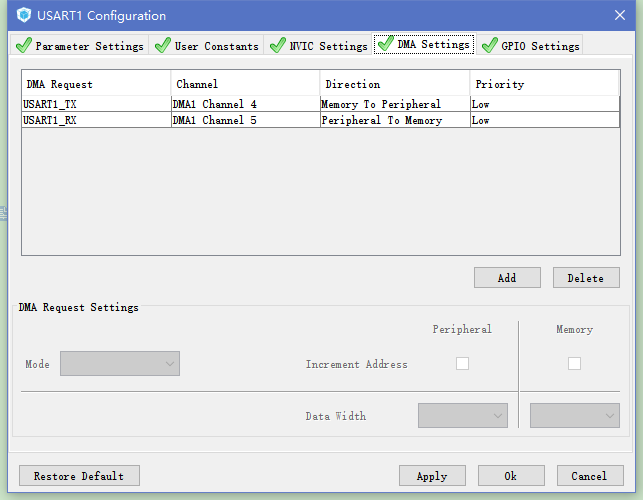 USART1 Configuration
Parameter Settings User Constants NVIC Settings DMA Settings GPIO Settings
DMA Request Channel Direction Priority
USART1_TX DMA1 Channel 4 Memory To Peripheral Low
USART1_RX DMA1 Channel 5 Peripheral To Memory Low
Add Delete
DMA Request Settings
Peripheral Memory
Mode Increment Address
Data Width
Restore Default Apply Ok Cancel